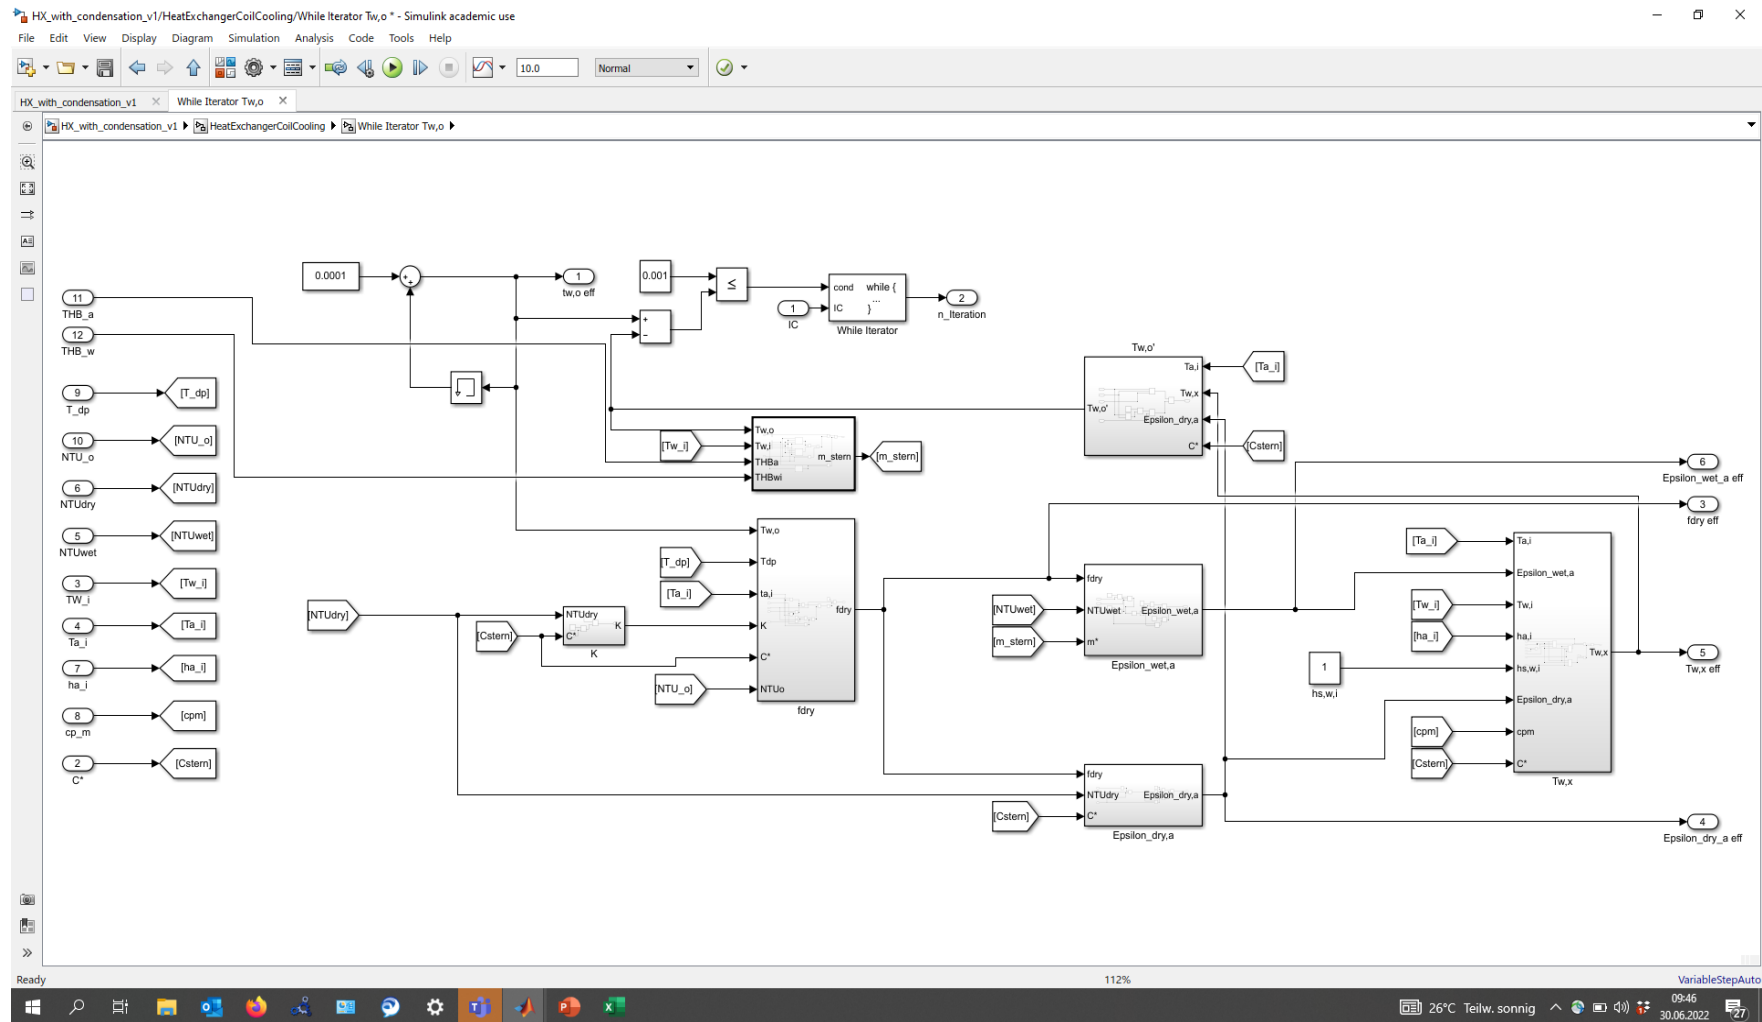 HX_with_condensation_v1/HeatExchangerCoilCooling/While Iterator Tw,o * - Simulink academic use
File Edit View Display Diagram Simulation Analysis Code Tools Help
10.0 Normal
HX_with_condensation_v1 While Iterator Tw,o
HX_with_condensation_v1 HeatExchangerCoilCooling While Iterator Tw,o
11
THB_a
12
THB_w
9
T_dp
[T_dp]
10
NTU_o
[NTU_o]
6
NTUdry
[NTUdry]
5
NTUwet
[NTUwet]
3
TW_i
[Tw_i]
4
Ta_i
[Ta_i]
7
ha_i
[ha_i]
8
cp_m
[cpm]
2
C*
[Cstern]
0.0001
1
tw,o eff
0.001
≤
1
IC
cond while {
...
IC }
While Iterator
2
n_Iteration
[Tw_i]
Tw,o
Tw,i
THBa
THBwi
m_stern
[m_stern]
Tw,o'
Ta,i
Tw,x
Tw,o'
Epsilon_dry,a
C*
[Ta_i]
[Cstern]
[NTUdry]
[Cstern]
NTUdry
C*
K
K
[T_dp]
[Ta_i]
[NTU_o]
Tw,o
Tdp
ta,i
fdry
K
C*
NTUo
fdry
[NTUwet]
[m_stern]
fdry
NTUwet Epsilon_wet,a
m*
Epsilon_wet,a
[Cstern]
fdry
NTUdry Epsilon_dry,a
C*
Epsilon_dry,a
[Ta_i]
[Tw_i]
[ha_i]
1
hs,w,i
[cpm]
[Cstern]
Ta,i
Epsilon_wet,a
Tw,i
ha,i
Tw,x
hs,w,i
Epsilon_dry,a
cpm
C*
Tw,x
6
Epsilon_wet_a eff
3
fdry eff
5
Tw,x eff
4
Epsilon_dry_a eff
Ready 112% VariableStepAuto
26°C Teilw. sonnig
09:46
30.06.2022
27